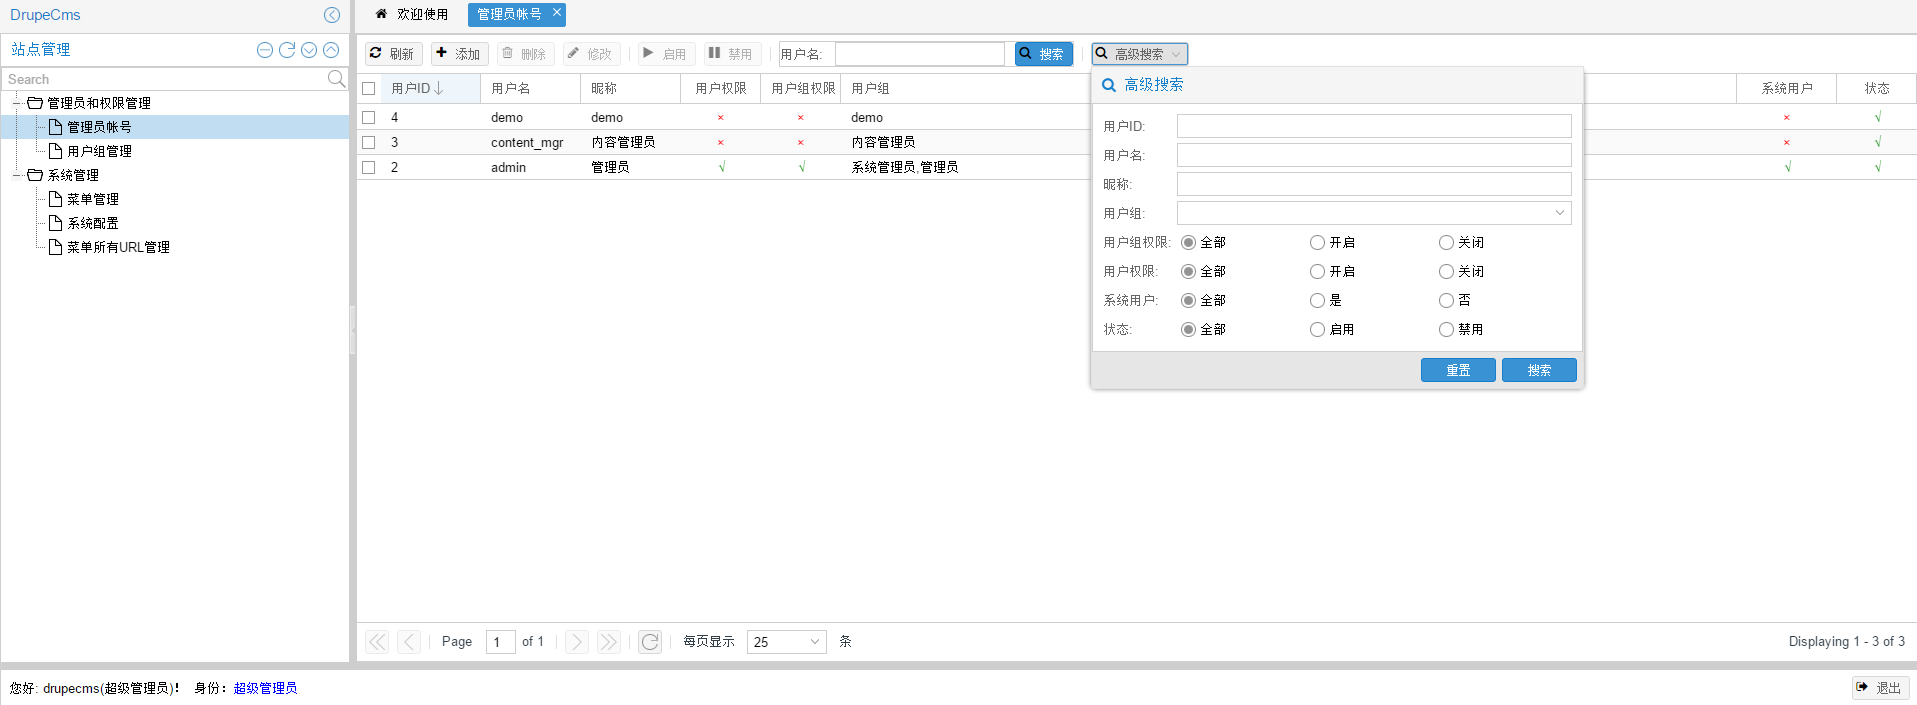 DrupeCms
欢迎使用 管理员帐号
站点管理
刷新 添加 删除 修改 启用 禁用 用户名: 搜索 高级搜索
Search
管理员和权限管理
管理员帐号
用户组管理
系统管理
菜单管理
系统配置
菜单所有URL管理
用户ID 用户名 昵称 用户权限 用户组权限 用户组 系统用户 状态
4 demo demo × × demo × √
3 content_mgr 内容管理员 × × 内容管理员 × √
2 admin 管理员 √ √ 系统管理员,管理员 √ √
高级搜索
用户ID:
用户名:
昵称:
用户组:
用户组权限: 全部 开启 关闭
用户权限: 全部 开启 关闭
系统用户: 全部 是 否
状态: 全部 启用 禁用
重置 搜索
Page 1 of 1 每页显示 25 条 Displaying 1 - 3 of 3
您好: drupecms(超级管理员)! 身份: 超级管理员 退出